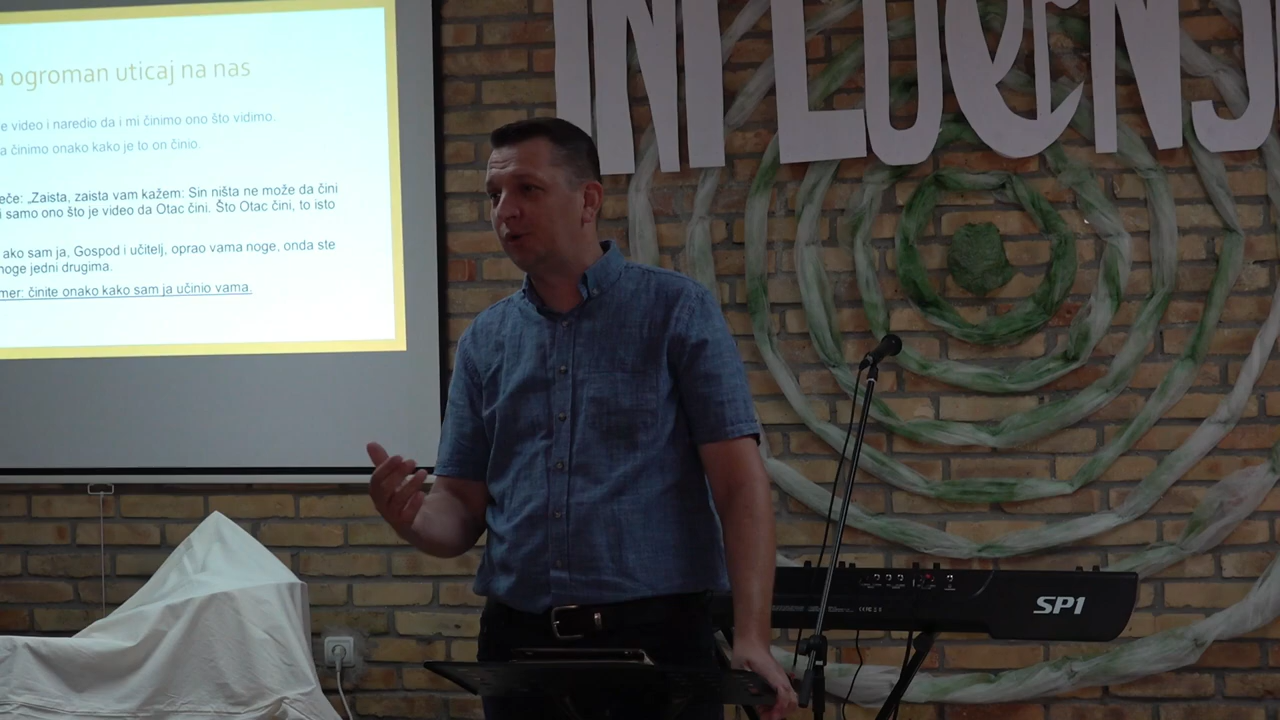 ogroman uticaj na nas
e video i naredio da i mi činimo ono što vidimo.
a činimo onako kako je to on činio.
eče: „Zaista, zaista vam kažem: Sin ništa ne može da čini
i samo ono što je video da Otac čini. Što Otac čini, to isto
ako sam ja, Gospod i učitelj, oprao vama noge, onda ste
noge jedni drugima.
mer: činite onako kako sam ja učinio vama.
INFLUENS
SP1